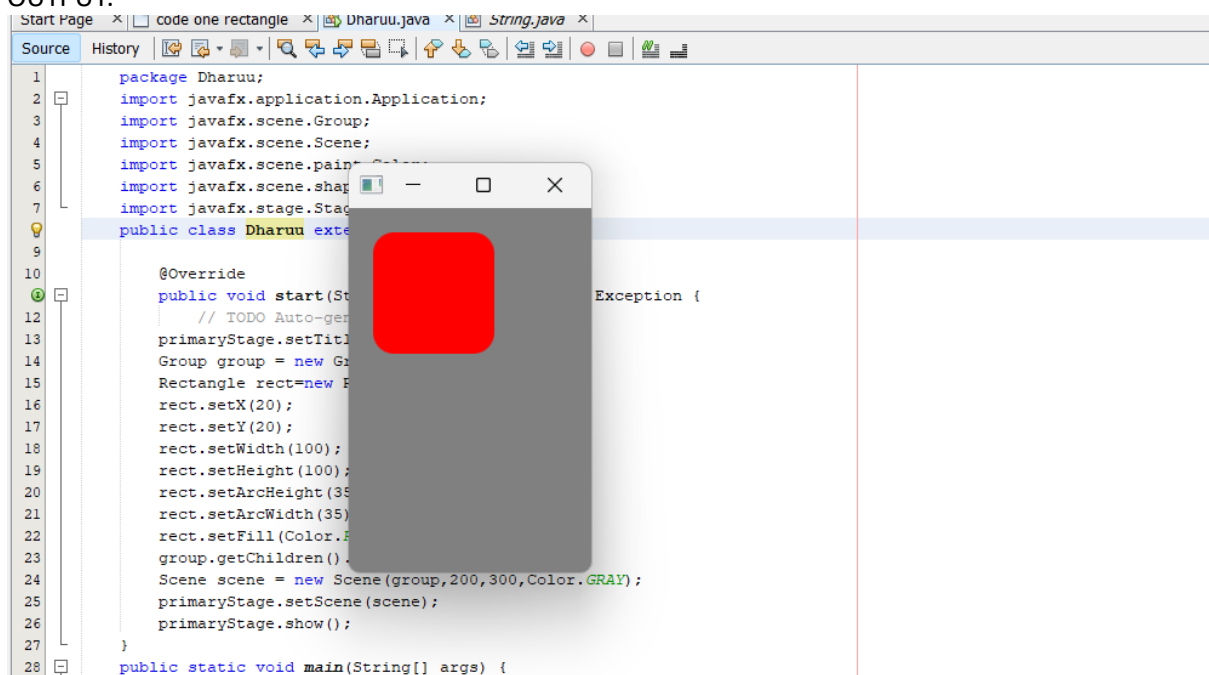 OUTPUT:
Start Page code one rectangle Dharuu.java String.java
Source History
1 package Dharuu;
2 import javafx.application.Application;
3 import javafx.scene.Group;
4 import javafx.scene.Scene;
5 import javafx.scene.paint
6 import javafx.scene.shap
7 import javafx.stage.Stag
public class Dharuu exte
9
10 @Override
public void start(St Exception {
12 // TODO Auto-gen
13 primaryStage.setTitl
14 Group group = new Gr
15 Rectangle rect=new R
16 rect.setX(20);
17 rect.setY(20);
18 rect.setWidth(100);
19 rect.setHeight(100);
20 rect.setArcHeight(35
21 rect.setArcWidth(35)
22 rect.setFill(Color.R
23 group.getChildren().
24 Scene scene = new Scene(group,200,300,Color.GRAY);
25 primaryStage.setScene(scene);
26 primaryStage.show();
27 }
28 public static void main(String[] args) {